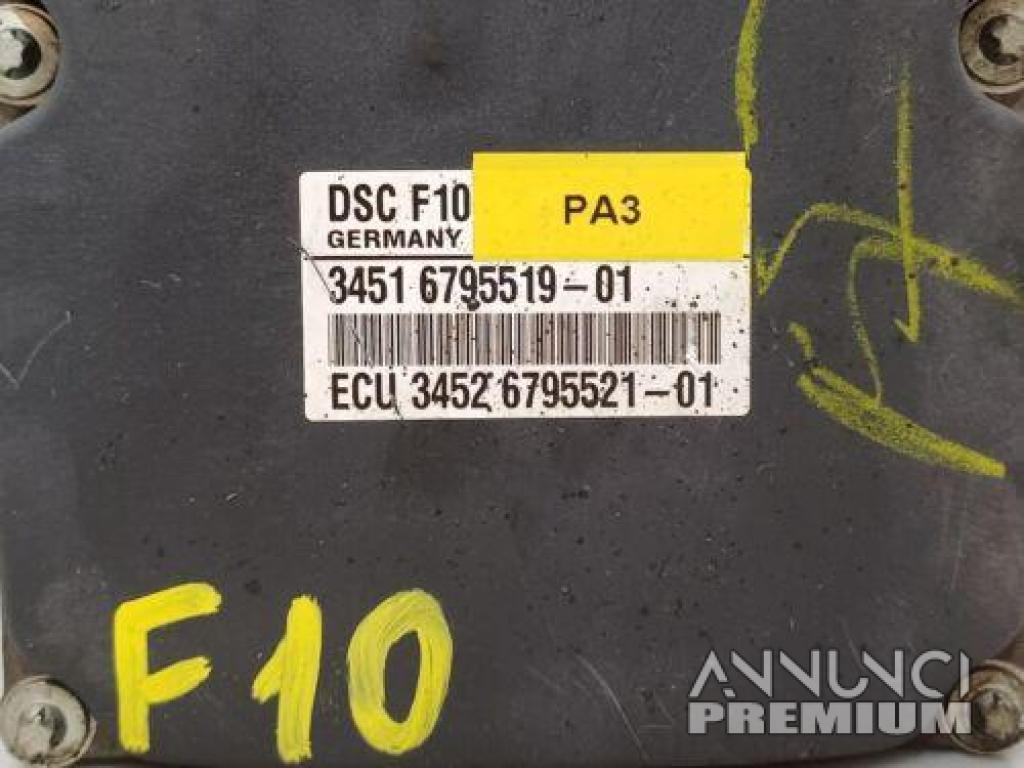 DSC F10 PA3
GERMANY
3451 6795519-01
ECU 3452 6795521-01
F10
ANNUNCI
PREMIUM